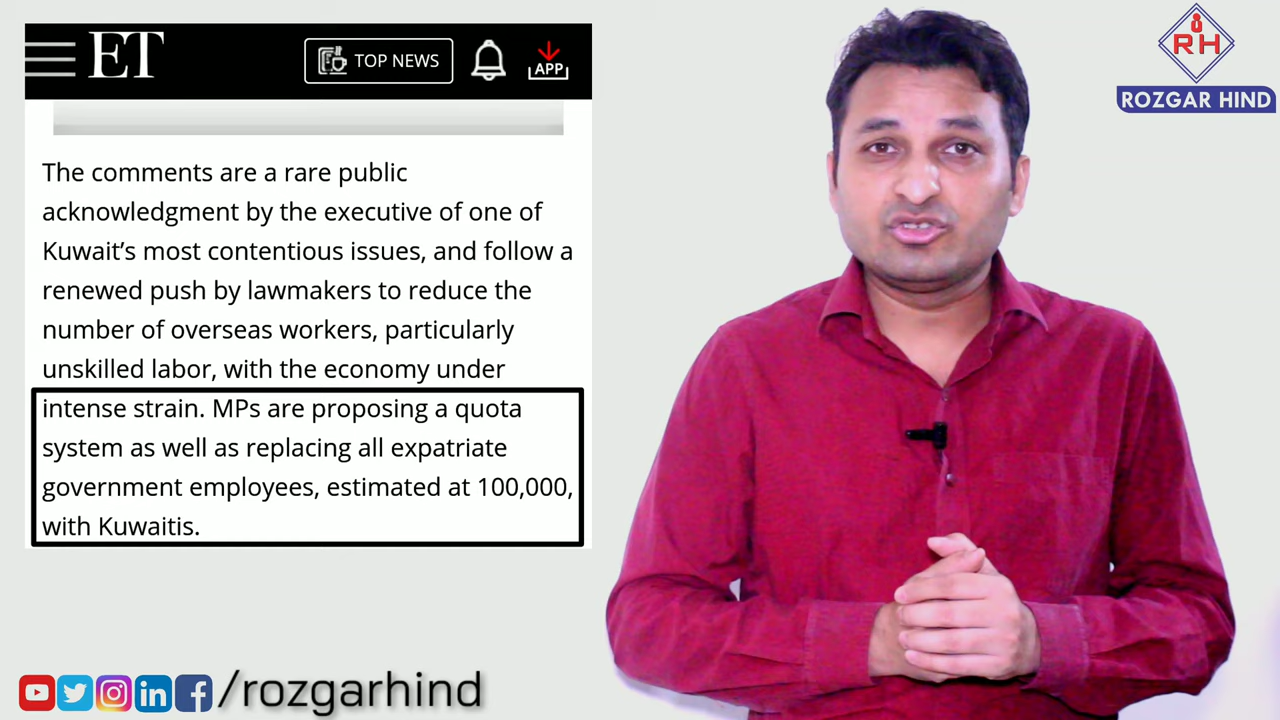 ET
TOP NEWS
APP
The comments are a rare public
acknowledgment by the executive of one of
Kuwait’s most contentious issues, and follow a
renewed push by lawmakers to reduce the
number of overseas workers, particularly
unskilled labor, with the economy under
intense strain. MPs are proposing a quota
system as well as replacing all expatriate
government employees, estimated at 100,000,
with Kuwaitis.
RH
ROZGAR HIND
/rozgarhind